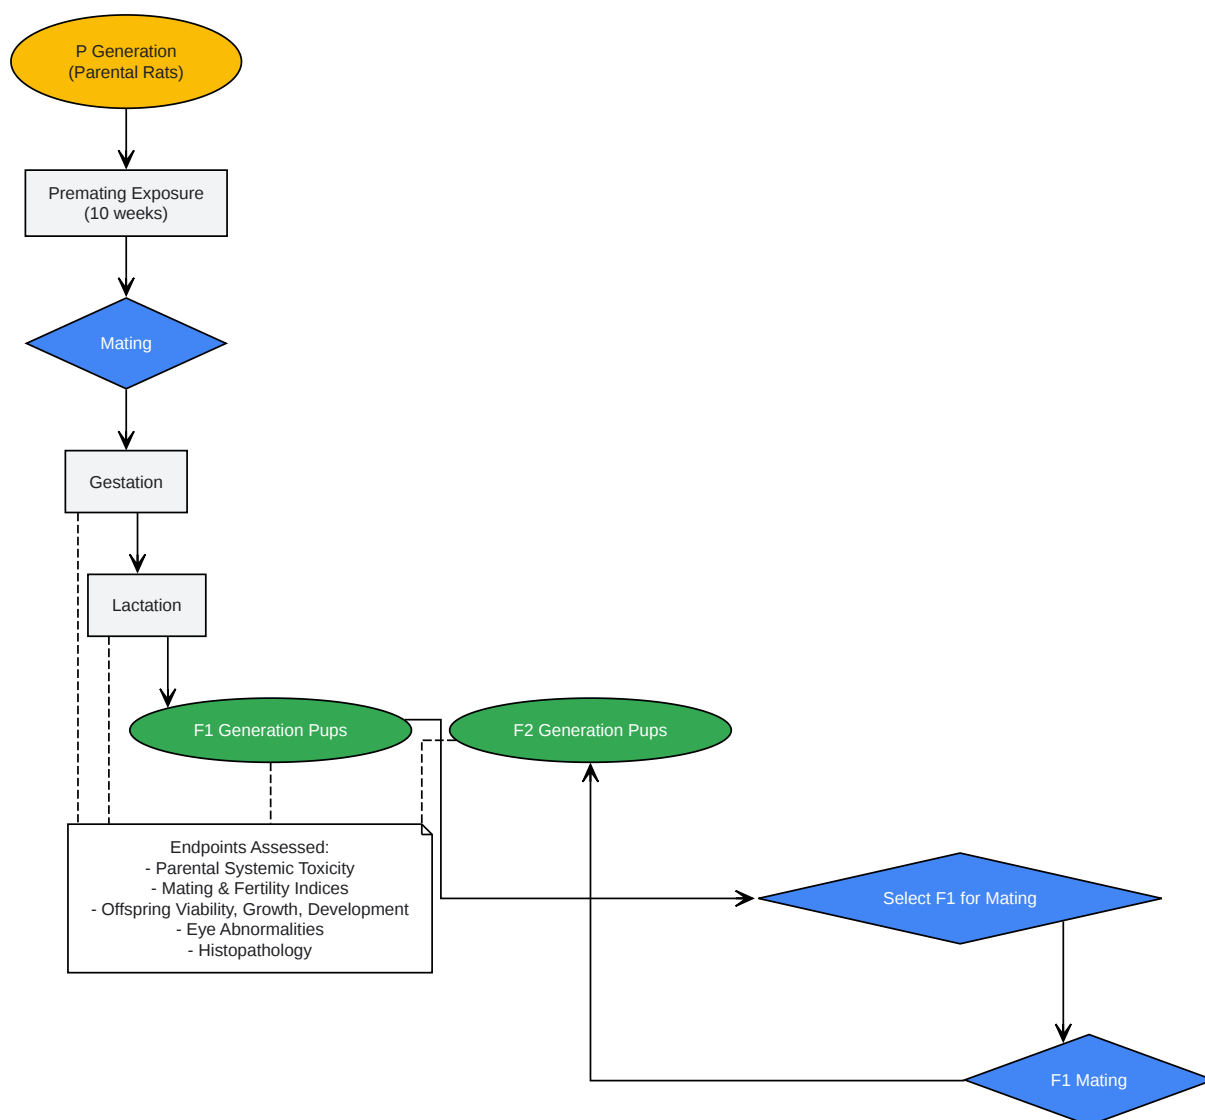 P Generation
(Parental Rats)
Premating Exposure
(10 weeks)
Mating
Gestation
Lactation
F1 Generation Pups
F2 Generation Pups
Endpoints Assessed:
- Parental Systemic Toxicity
- Mating & Fertility Indices
- Offspring Viability, Growth, Development
- Eye Abnormalities
- Histopathology
Select F1 for Mating
F1 Mating